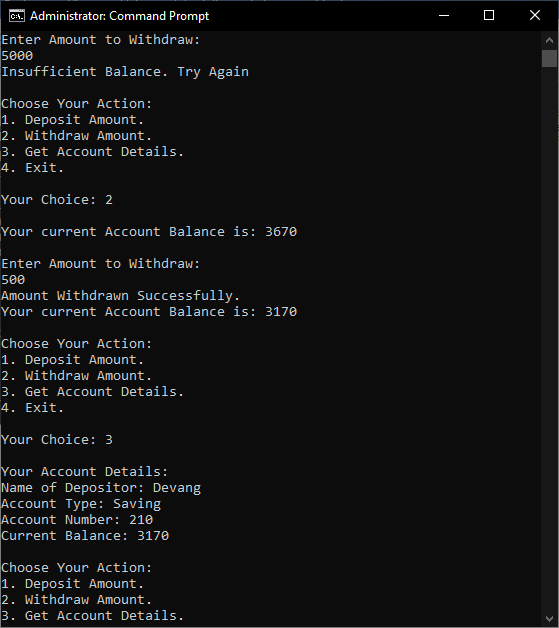 Administrator: Command Prompt
Enter Amount to Withdraw:
5000
Insufficient Balance. Try Again
Choose Your Action:
1. Deposit Amount.
2. Withdraw Amount.
3. Get Account Details.
4. Exit.
Your Choice: 2
Your current Account Balance is: 3670
Enter Amount to Withdraw:
500
Amount Withdrawn Successfully.
Your current Account Balance is: 3170
Choose Your Action:
1. Deposit Amount.
2. Withdraw Amount.
3. Get Account Details.
4. Exit.
Your Choice: 3
Your Account Details:
Name of Depositor: Devang
Account Type: Saving
Account Number: 210
Current Balance: 3170
Choose Your Action:
1. Deposit Amount.
2. Withdraw Amount.
3. Get Account Details.